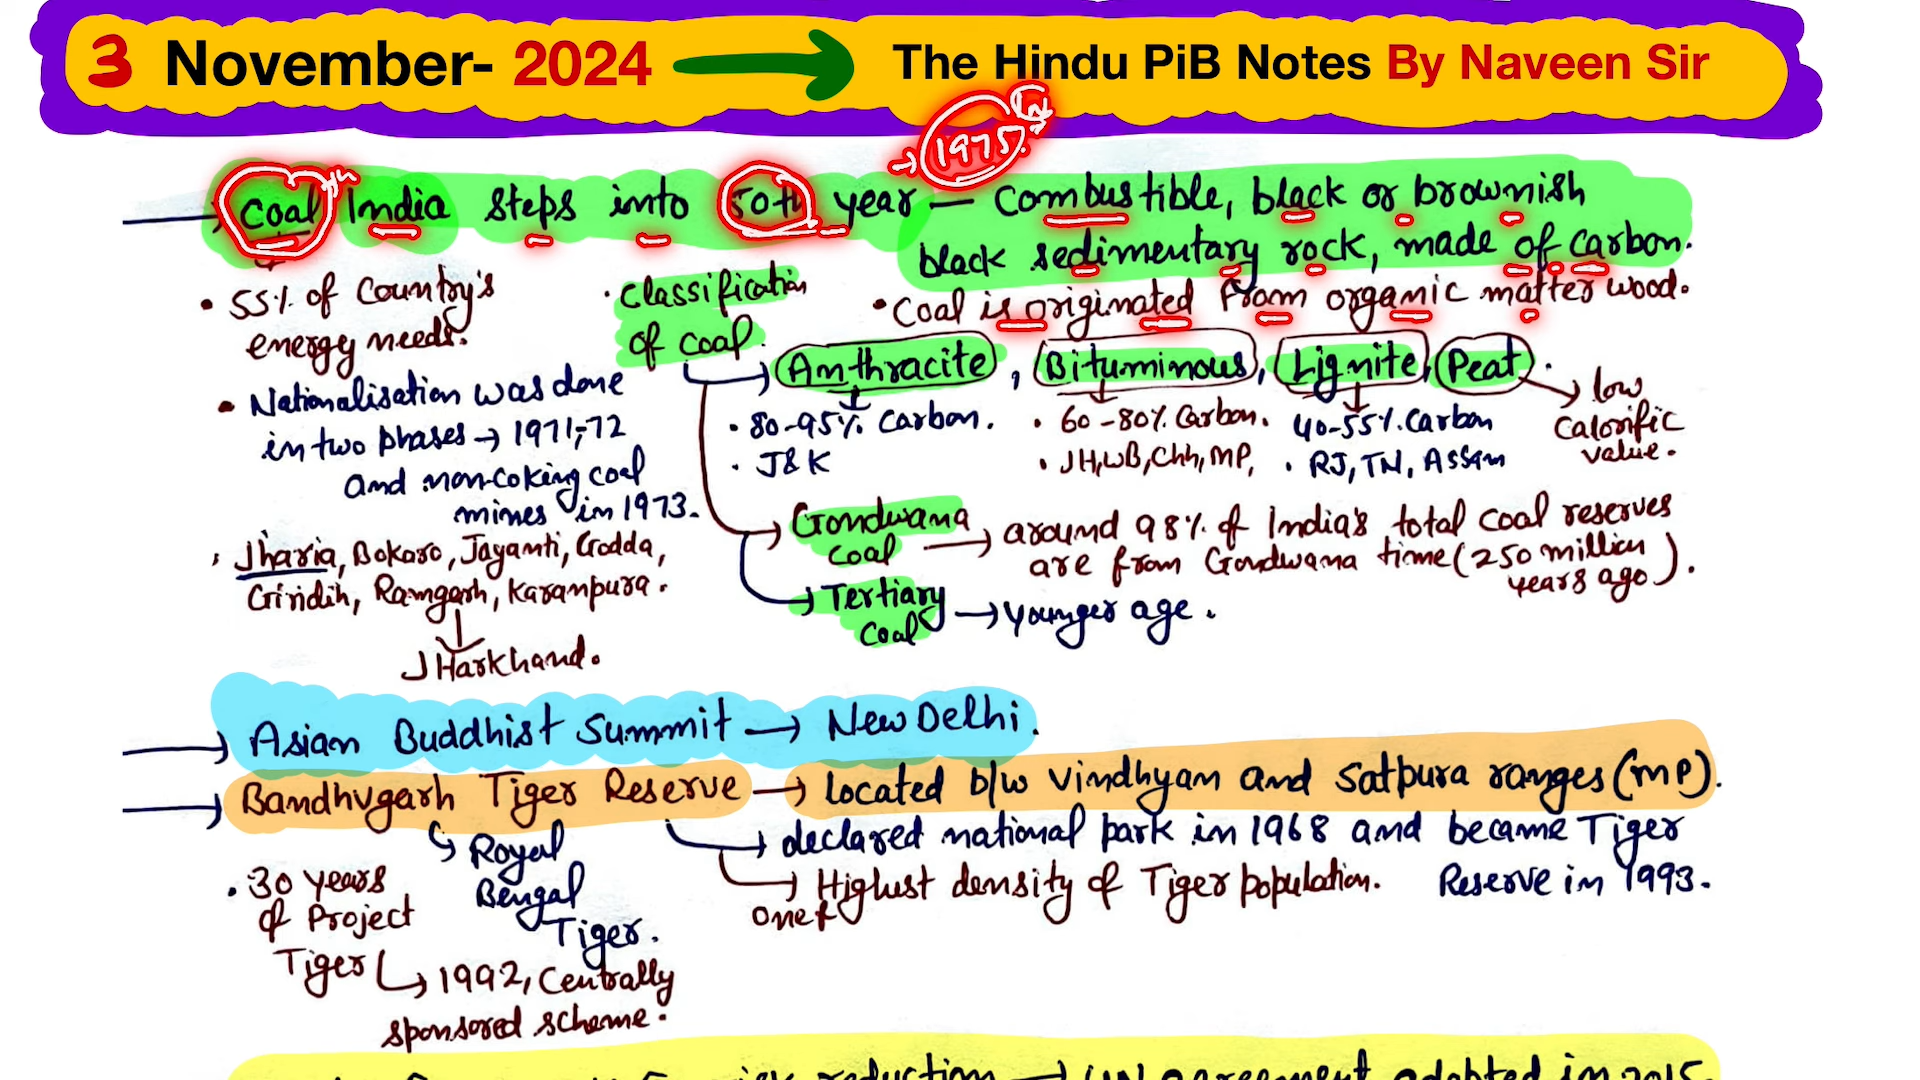 3 November- 2024 → The Hindu PiB Notes By Naveen Sir
→ 1975
→ Coal India steps into 50th year — Combustible, black or brownish
black sedimentary rock, made of carbon.
• Coal is originated from organic matter wood.
• 55% of Country's
energy needs.
• Nationalisation was done
in two phases → 1971-72
and non-coking coal
mines in 1973.
• Jharia, Bokaro, Jayanti, Godda,
Giridih, Ramgarh, Karanpura.
JHarkhand.
• Classification
of coal.
→ Anthracite, Bituminous, Lignite, Peat.
• 80-95% Carbon.
• J&K
• 60-80% Carbon.
• JH, WB, Chh, MP,
40-55% Carbon
• RJ, TN, Assam
→ low
Calorific
value.
→ Gondwana
Coal → around 98% of India's total coal reserves
are from Gondwana time (250 million
years ago).
→ Tertiary
Coal → Younger age.
→ Asian Buddhist Summit → New Delhi.
→ Bandhvgarh Tiger Reserve → located b/w Vindhyan and Satpura ranges (MP).
Royal
Bengal
Tiger.
→ declared national park in 1968 and became Tiger
Reserve in 1993.
→ Highest density of Tiger population.
one of
• 30 years
of Project
Tiger → 1992, Centrally
sponsored scheme.
reduction → UN agreement adopted in 2015.